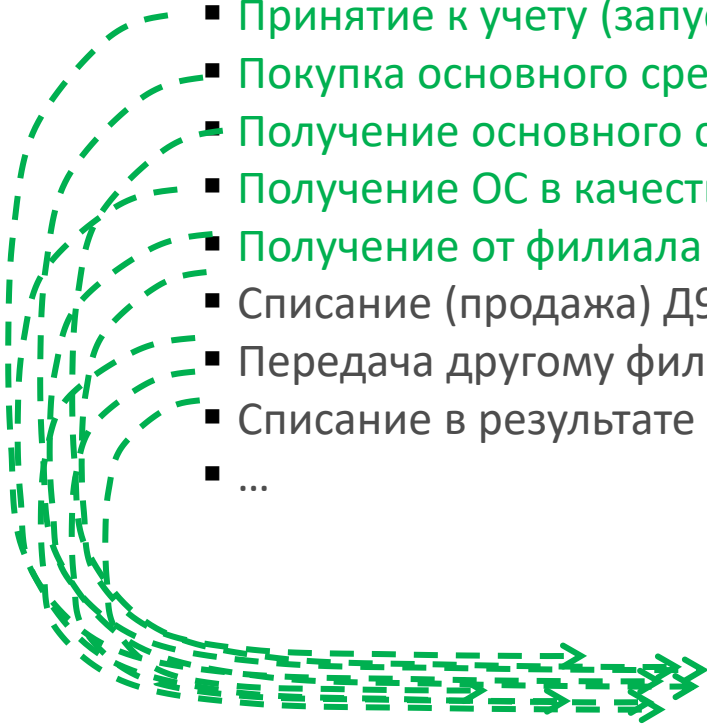 Принятие к учету (запу
Покупка основного сре
Получение основного
Получение ОС в качест
Получение от филиала
Списание (продажа) Д9
Передача другому фил
Списание в результате
...